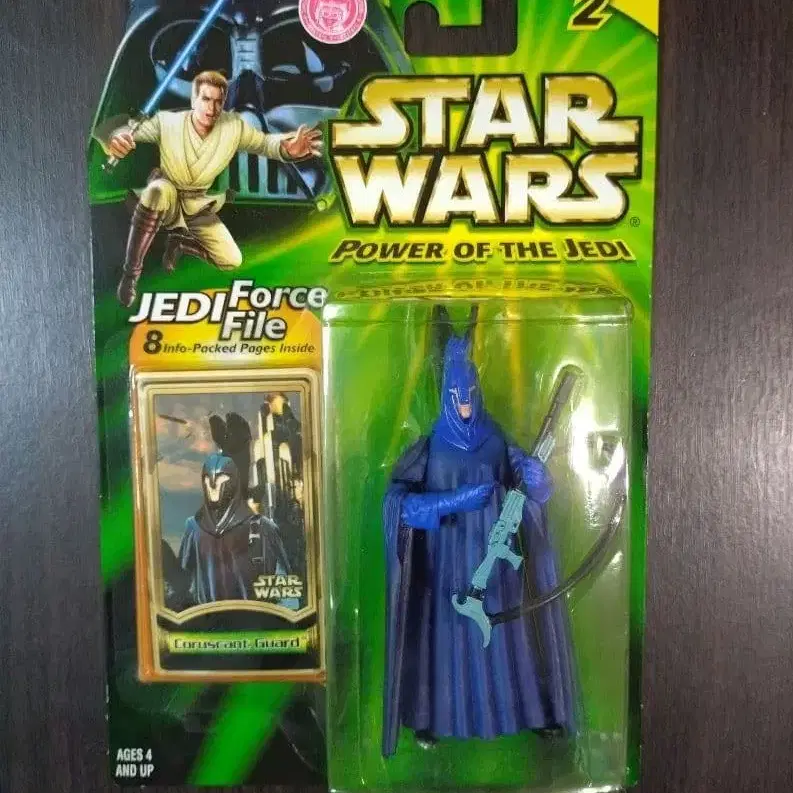 2
STAR
WARS®
POWER OF THE JEDI
JEDI Force
File
8 Info-Packed Pages Inside
STAR
WARS
Coruscant Guard™
AGES 4
AND UP